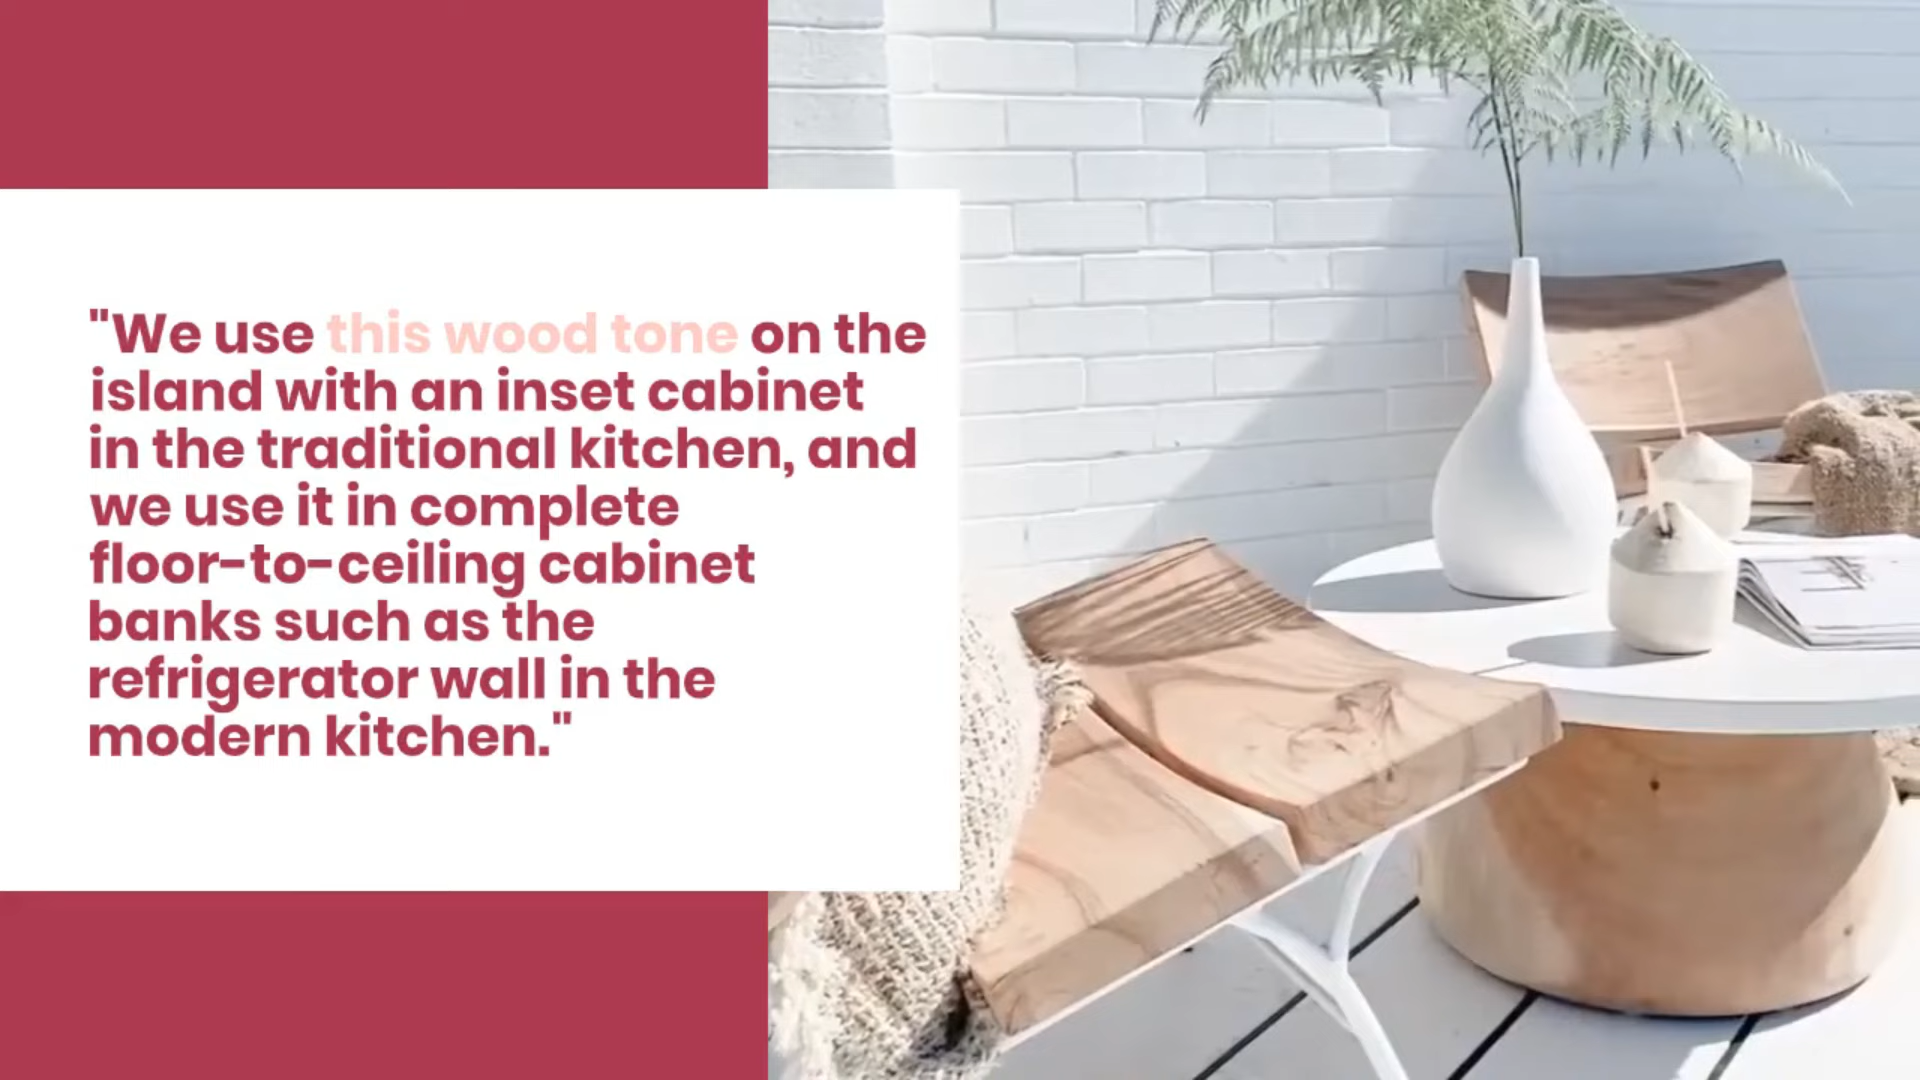 "We use this wood tone on the
island with an inset cabinet
in the traditional kitchen, and
we use it in complete
floor-to-ceiling cabinet
banks such as the
refrigerator wall in the
modern kitchen."